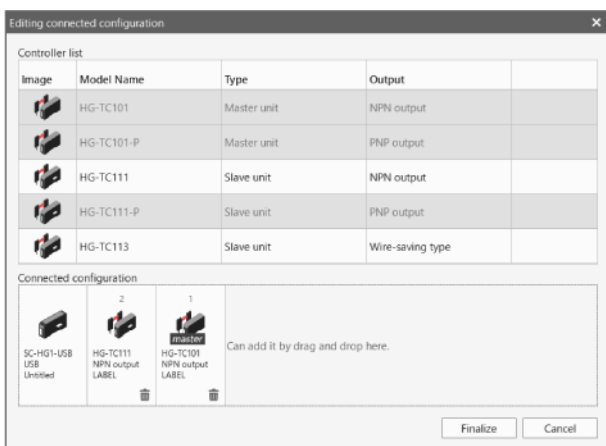 Editing connected configuration
Controller list
Image Model Name Type Output
HG-TC101 Master unit NPN output
HG-TC101-P Master unit PNP output
HG-TC111 Slave unit NPN output
HG-TC111-P Slave unit PNP output
HG-TC113 Slave unit Wire-saving type
Connected configuration
2 1
master
SC-HG1-USB
USB
Untitled
HG-TC111
NPN output
LABEL
HG-TC101
NPN output
LABEL
Can add it by drag and drop here.
Finalize Cancel